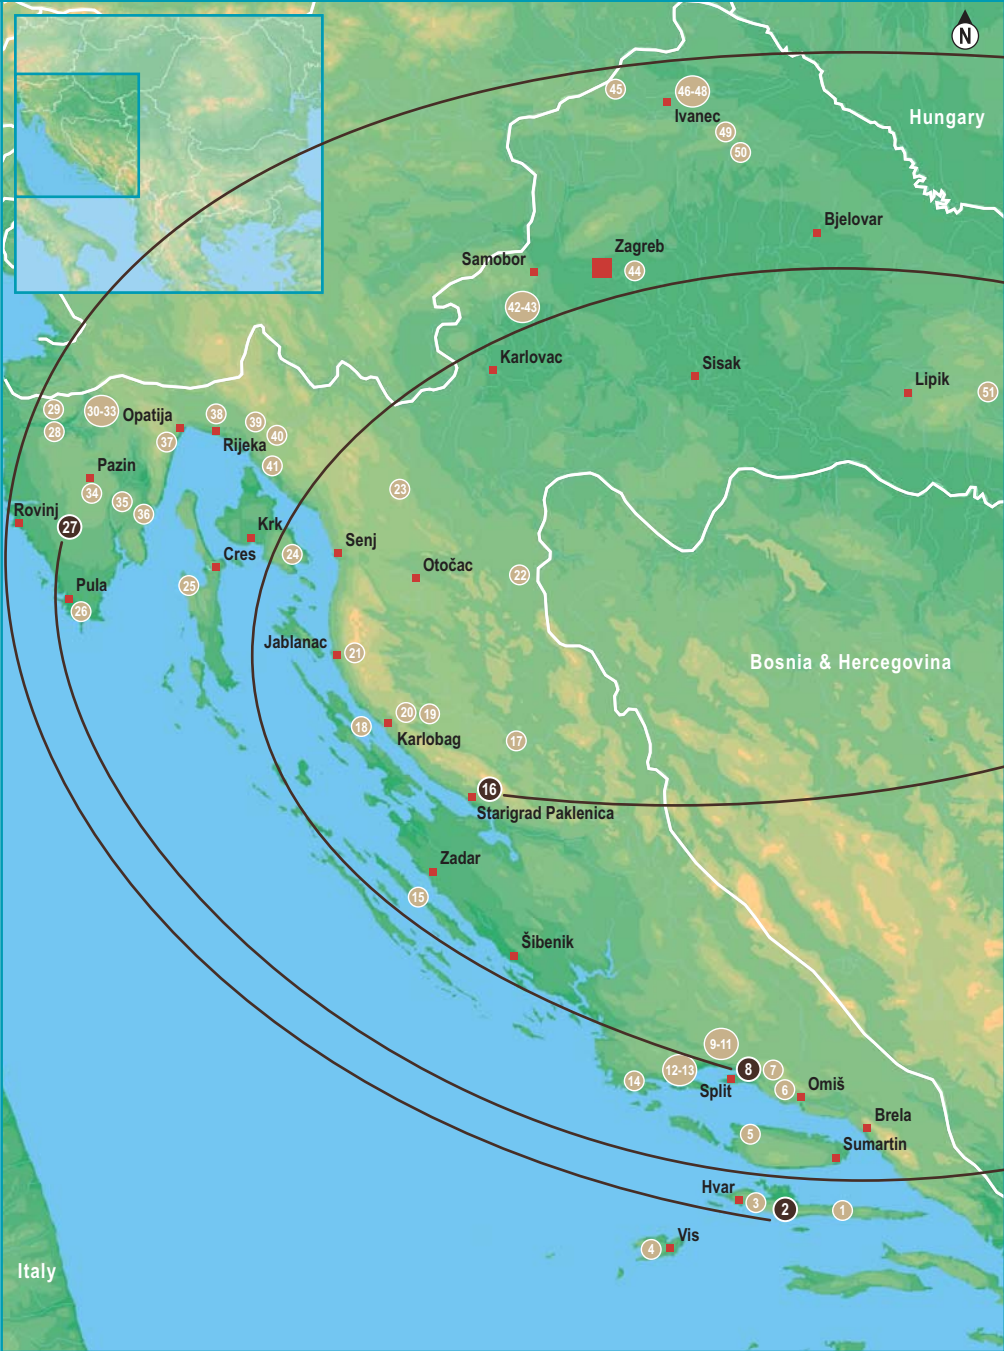 N
45
46-48
Ivanec
Hungary
49
50
Bjelovar
Zagreb
Samobor
44
42-43
Karlovac
Sisak
Lipik
51
29
30-33
Opatija
38
39
28
37
Rijeka
40
41
Pazin
34
35
36
23
Rovinj
27
Krk
Senj
24
Cres
Otočac
22
25
Pula
26
Jablanac
21
Bosnia & Hercegovina
20
19
18
Karlobag
17
16
Starigrad Paklenica
Zadar
15
Šibenik
9-11
12-13
8
7
14
Split
6
Omiš
Brela
5
Sumartin
Hvar
3
2
1
Vis
4
Italy